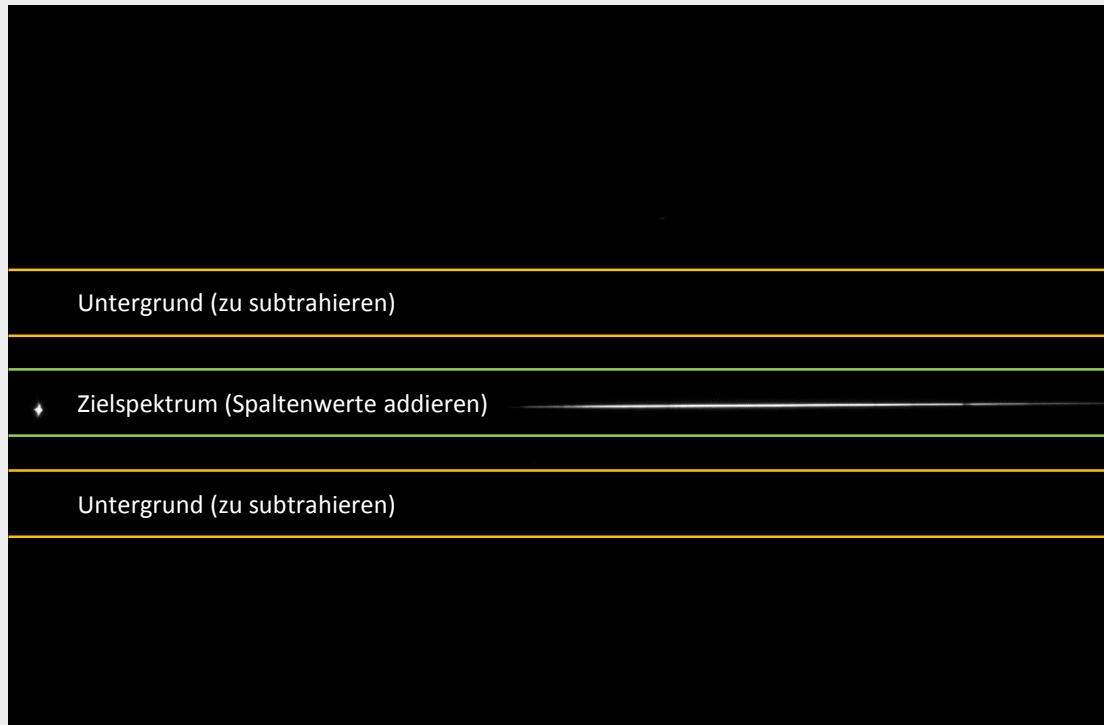 Untergrund (zu subtrahieren)
Zielspektrum (Spaltenwerte addieren)
Untergrund (zu subtrahieren)